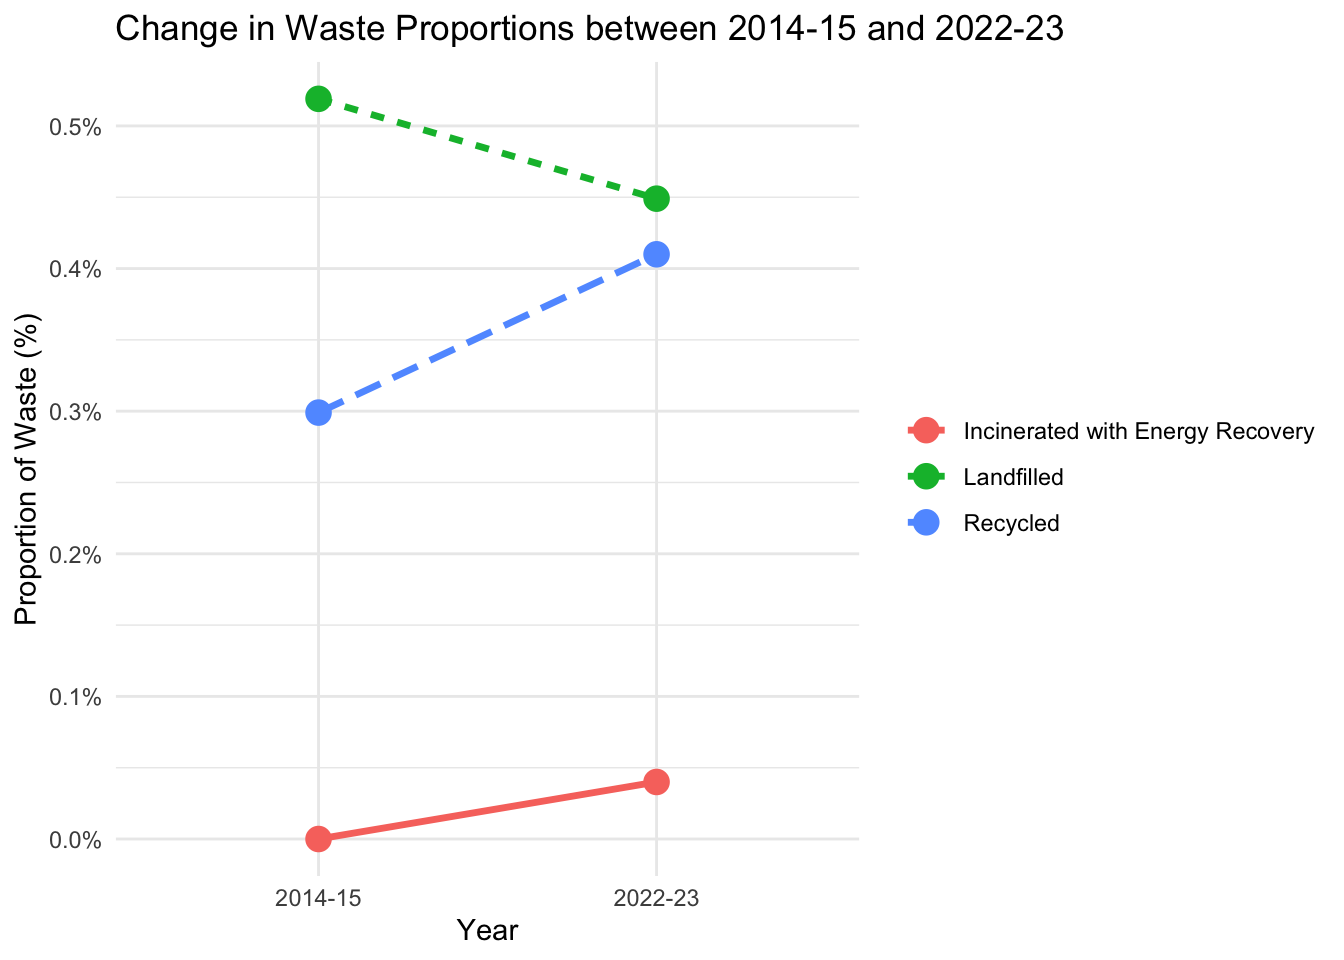 Change in Waste Proportions between 2014-15 and 2022-23
Proportion of Waste (%)
0.5%
0.4%
0.3%
0.2%
0.1%
0.0%
2014-15
2022-23
Year
Incinerated with Energy Recovery
Landfilled
Recycled